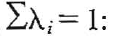 ∑λᵢ = 1: